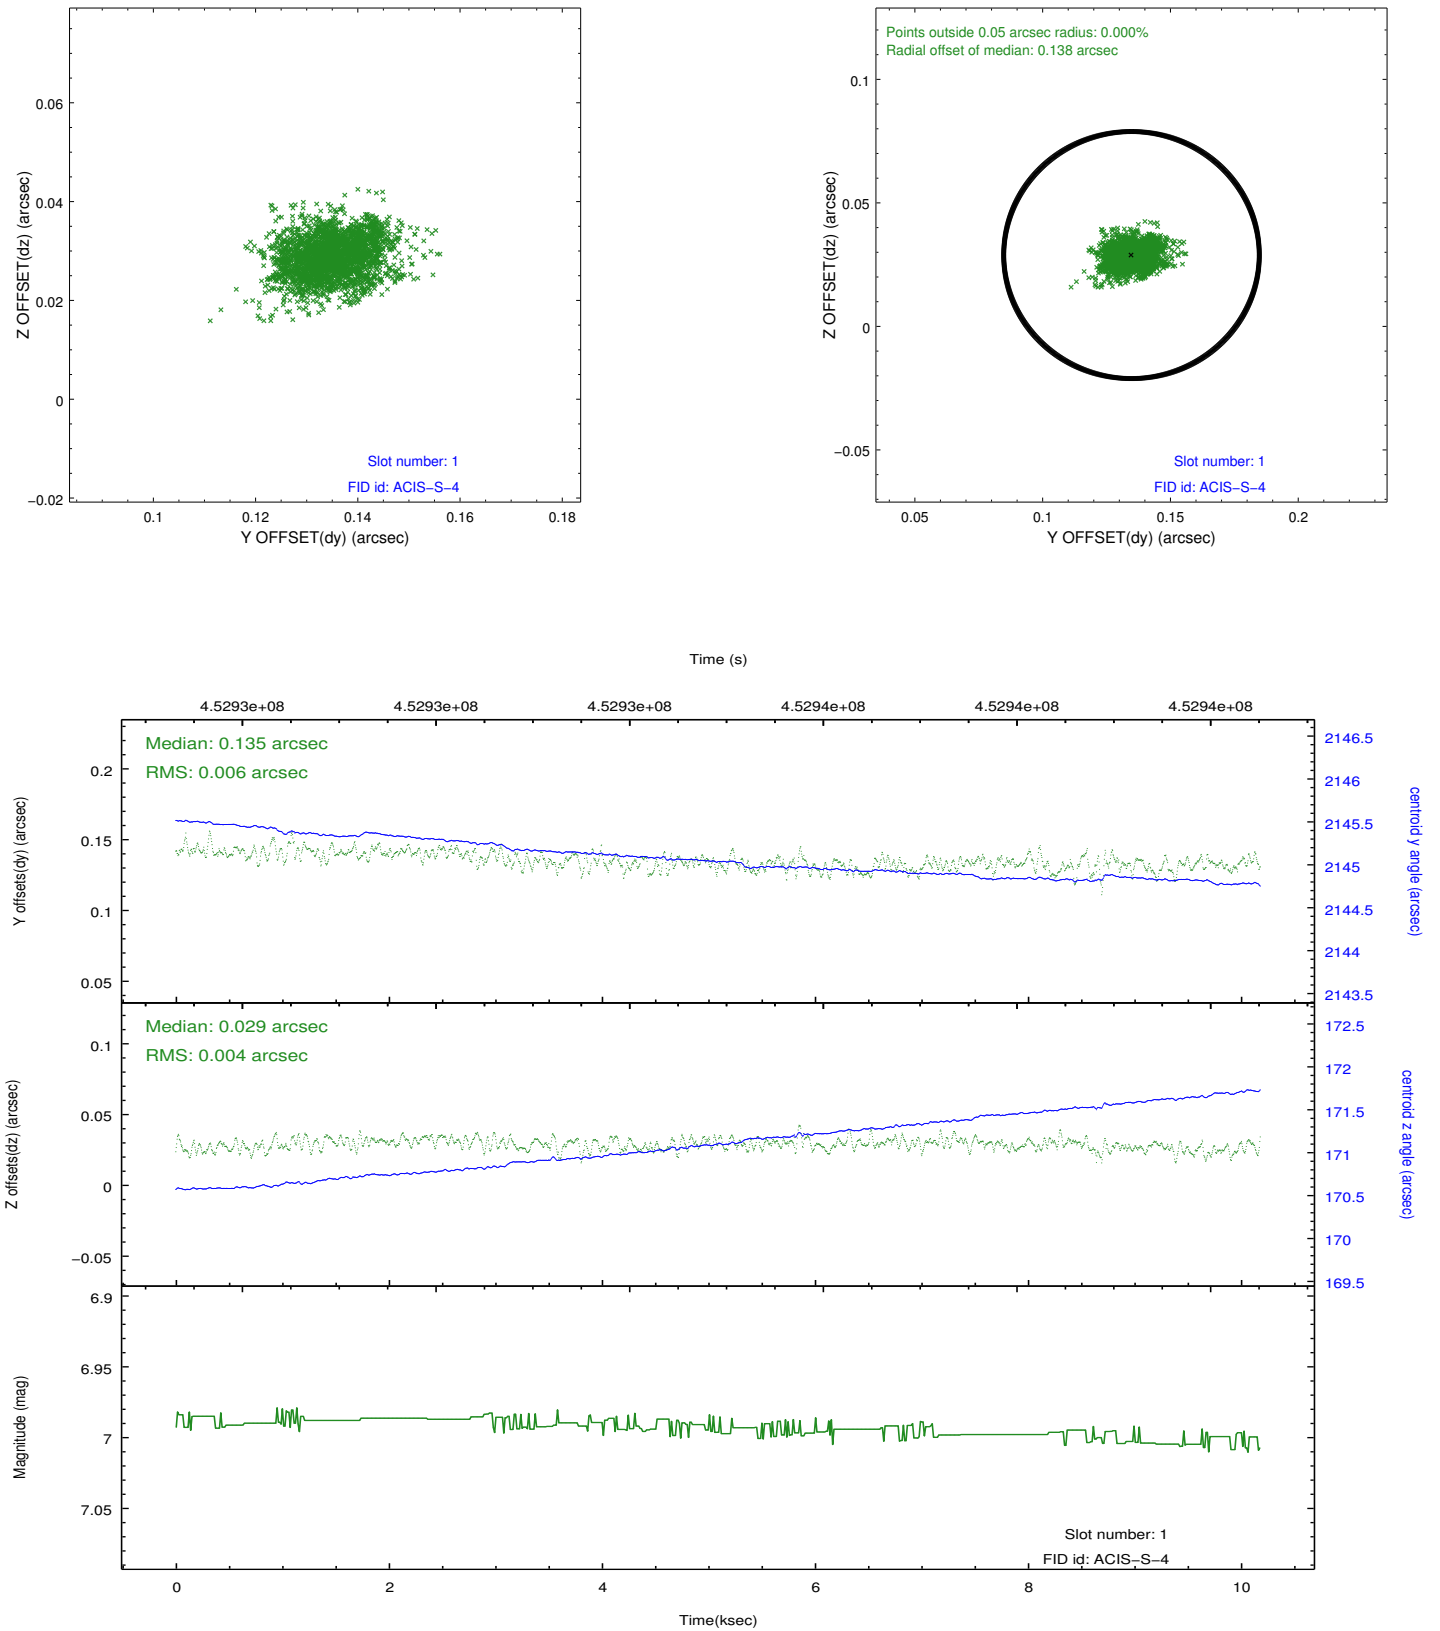 0.06
0.04
0.02
0
−0.02
Z OFFSET(dz) (arcsec)
Slot number: 1
FID id: ACIS−S−4
0.1 0.12 0.14 0.16 0.18
Y OFFSET(dy) (arcsec)
Points outside 0.05 arcsec radius: 0.000%
Radial offset of median: 0.138 arcsec
0.1
0.05
0
−0.05
Z OFFSET(dz) (arcsec)
Slot number: 1
FID id: ACIS−S−4
0.05 0.1 0.15 0.2
Y OFFSET(dy) (arcsec)
Time (s)
4.5293e+08 4.5293e+08 4.5293e+08 4.5294e+08 4.5294e+08 4.5294e+08
Median: 0.135 arcsec
RMS: 0.006 arcsec
0.2
0.15
0.1
0.05
Y offsets(dy) (arcsec)
2146.5
2146
2145.5
2145
2144.5
2144
2143.5
centroid y angle (arcsec)
Median: 0.029 arcsec
RMS: 0.004 arcsec
0.1
0.05
0
−0.05
Z offsets(dz) (arcsec)
172.5
172
171.5
171
170.5
170
169.5
centroid z angle (arcsec)
6.9
6.95
7
7.05
Magnitude (mag)
Slot number: 1
FID id: ACIS−S−4
0 2 4 6 8 10
Time(ksec)